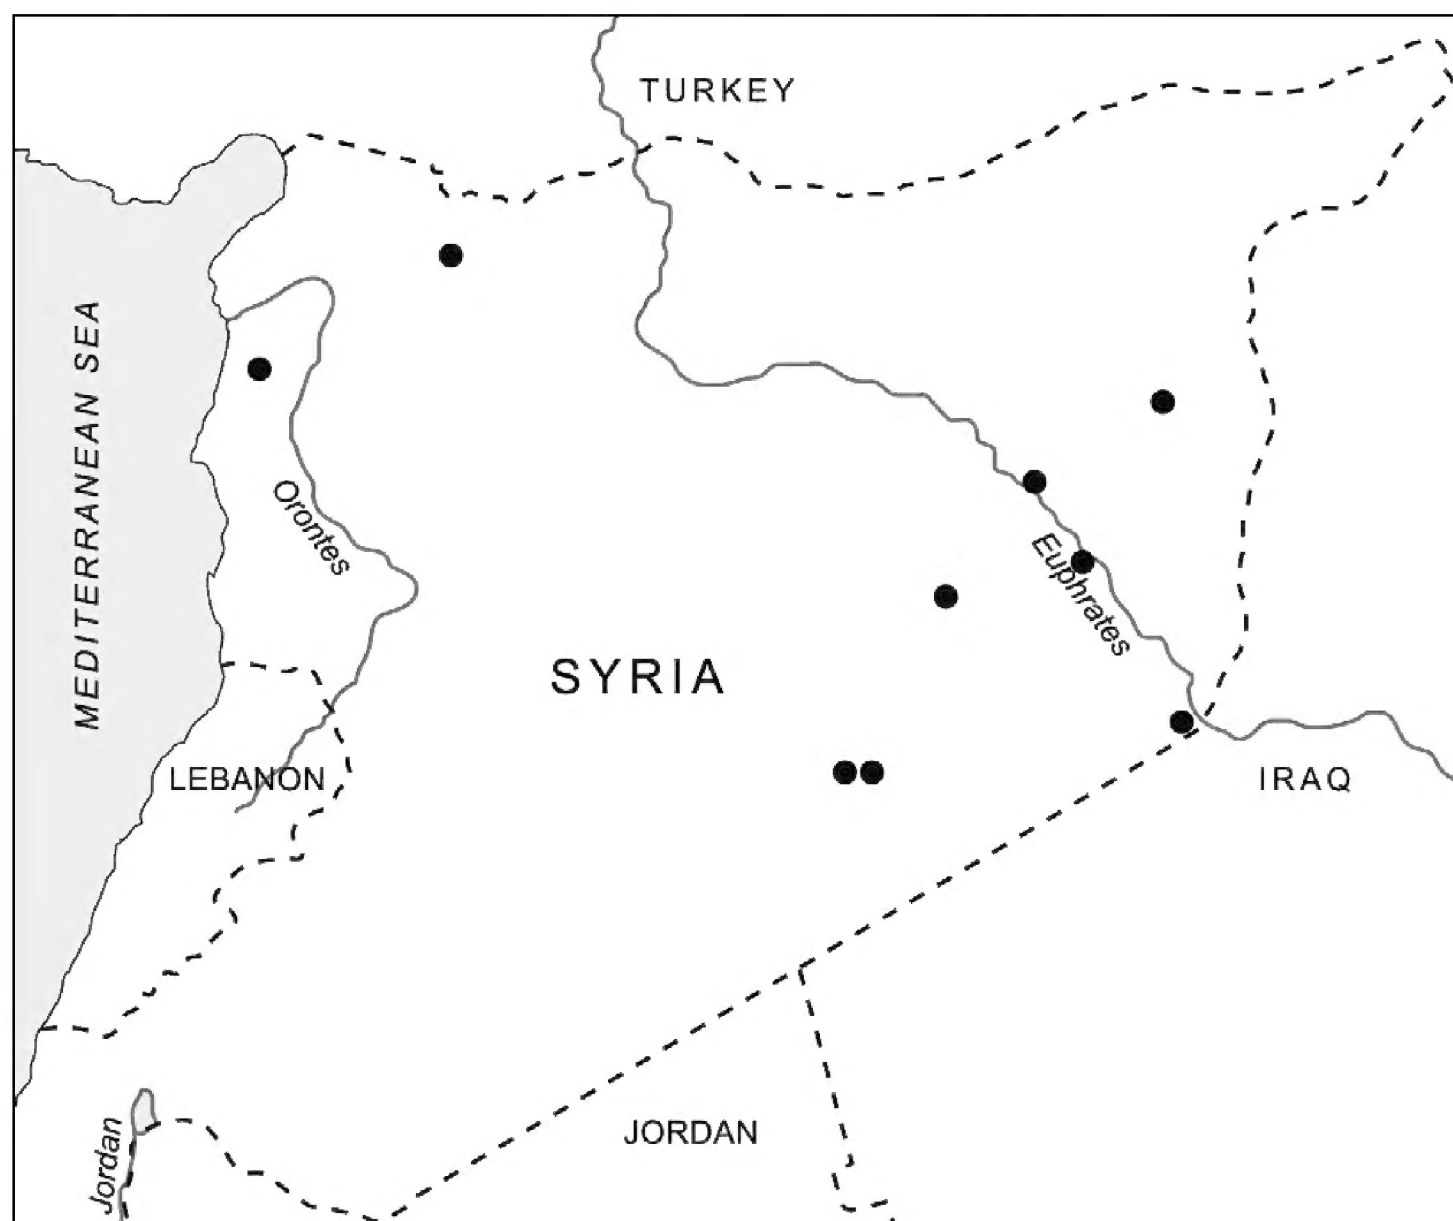 TURKEY
MEDITERRANEAN SEA
Orontes
Euphrates
SYRIA
LEBANON
IRAQ
JORDAN
Jordan